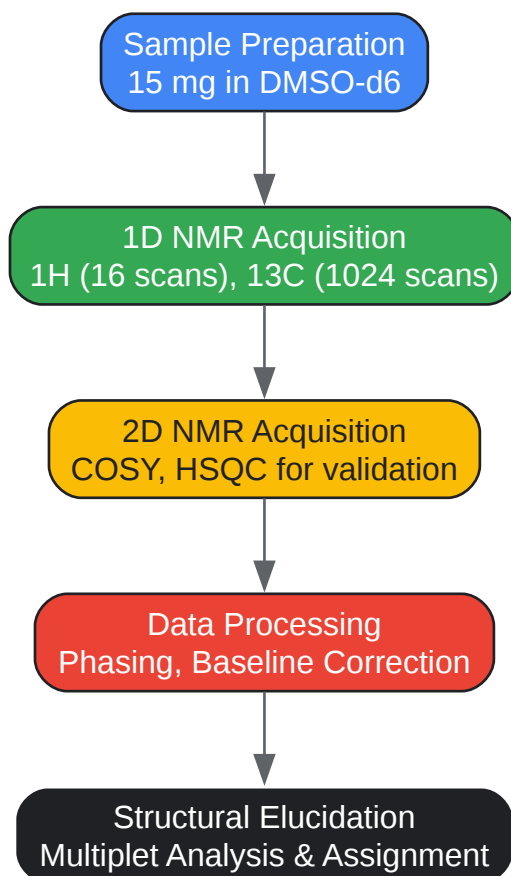 Sample Preparation
15 mg in DMSO-d6
1D NMR Acquisition
1H (16 scans), 13C (1024 scans)
2D NMR Acquisition
COSY, HSQC for validation
Data Processing
Phasing, Baseline Correction
Structural Elucidation
Multiplet Analysis & Assignment